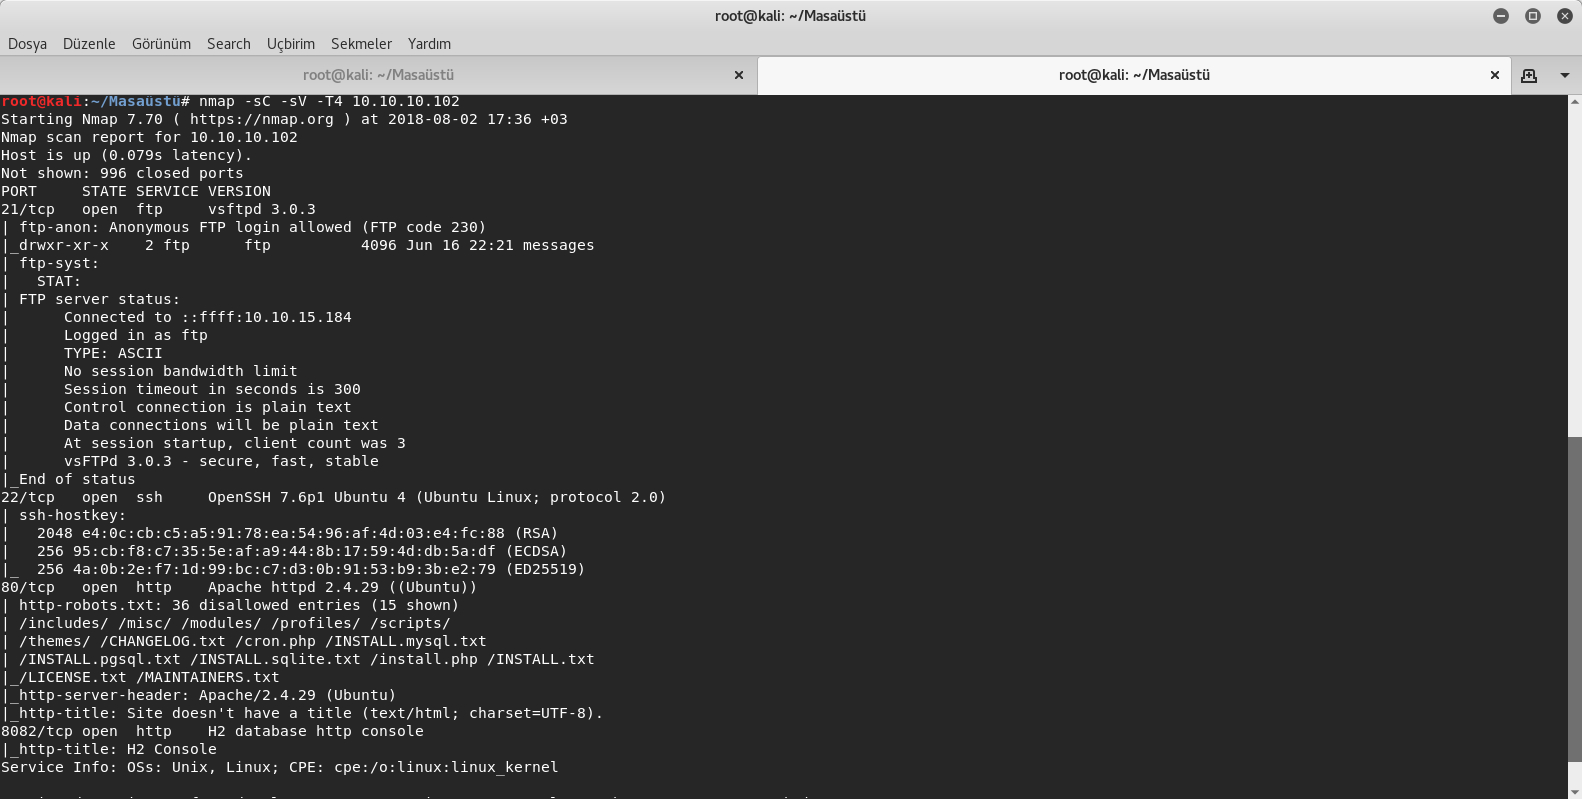 root@kali: ~/Masaüstü
Dosya Düzenle Görünüm Search Uçbirim Sekmeler Yardım
root@kali: ~/Masaüstü
root@kali: ~/Masaüstü
root@kali:~/Masaüstü# nmap -sC -sV -T4 10.10.10.102
Starting Nmap 7.70 ( https://nmap.org ) at 2018-08-02 17:36 +03
Nmap scan report for 10.10.10.102
Host is up (0.079s latency).
Not shown: 996 closed ports
PORT     STATE SERVICE VERSION
21/tcp   open  ftp     vsftpd 3.0.3
| ftp-anon: Anonymous FTP login allowed (FTP code 230)
|_drwxr-xr-x    2 ftp      ftp          4096 Jun 16 22:21 messages
| ftp-syst:
|   STAT:
| FTP server status:
|      Connected to ::ffff:10.10.15.184
|      Logged in as ftp
|      TYPE: ASCII
|      No session bandwidth limit
|      Session timeout in seconds is 300
|      Control connection is plain text
|      Data connections will be plain text
|      At session startup, client count was 3
|      vsFTPd 3.0.3 - secure, fast, stable
|_End of status
22/tcp   open  ssh     OpenSSH 7.6p1 Ubuntu 4 (Ubuntu Linux; protocol 2.0)
| ssh-hostkey:
|   2048 e4:0c:cb:c5:a5:91:78:ea:54:96:af:4d:03:e4:fc:88 (RSA)
|   256 95:cb:f8:c7:35:5e:af:a9:44:8b:17:59:4d:db:5a:df (ECDSA)
|_  256 4a:0b:2e:f7:1d:99:bc:c7:d3:0b:91:53:b9:3b:e2:79 (ED25519)
80/tcp   open  http    Apache httpd 2.4.29 ((Ubuntu))
| http-robots.txt: 36 disallowed entries (15 shown)
| /includes/ /misc/ /modules/ /profiles/ /scripts/
| /themes/ /CHANGELOG.txt /cron.php /INSTALL.mysql.txt
| /INSTALL.pgsql.txt /INSTALL.sqlite.txt /install.php /INSTALL.txt
|_/LICENSE.txt /MAINTAINERS.txt
|_http-server-header: Apache/2.4.29 (Ubuntu)
|_http-title: Site doesn't have a title (text/html; charset=UTF-8).
8082/tcp open  http    H2 database http console
|_http-title: H2 Console
Service Info: OSs: Unix, Linux; CPE: cpe:/o:linux:linux_kernel